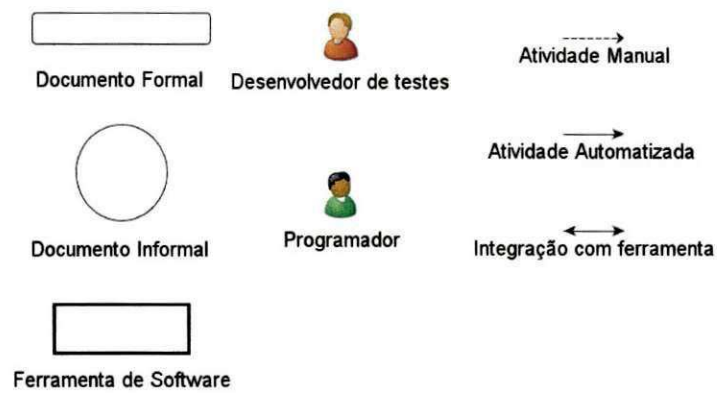 Documento Formal
Desenvolvedor de testes
Atividade Manual
Atividade Automatizada
Documento Informal
Programador
Integração com ferramenta
Ferramenta de Software